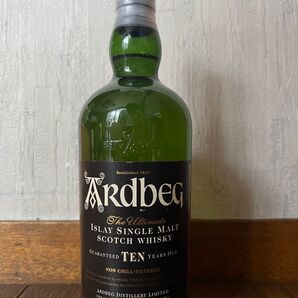 Established 1815
ARDBEG
The Ultimate
ISLAY SINGLE MALT
SCOTCH WHISKY
GUARANTEED TEN YEARS OLD
NON CHILL-FILTERED
ARDBEG DISTILLERY LIMITED